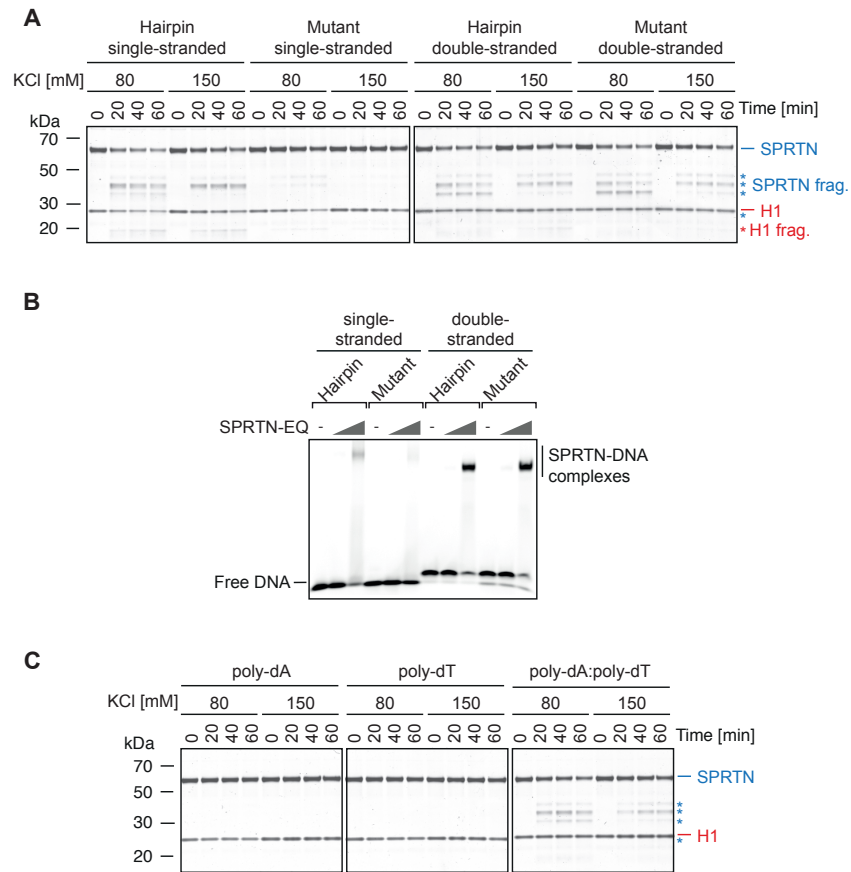 A
Hairpin
single-stranded
Mutant
single-stranded
Hairpin
double-stranded
Mutant
double-stranded
KCl [mM] 80 150 80 150 80 150 80 150
0 20 40 60 0 20 40 60 0 20 40 60 0 20 40 60 0 20 40 60 0 20 40 60 0 20 40 60 0 20 40 60 Time [min]
kDa
70
50
30
20
SPRTN
*
* SPRTN frag.
*
H1
*
* H1 frag.
B
single-
stranded
double-
stranded
Hairpin Mutant Hairpin Mutant
SPRTN-EQ - - - -
SPRTN-DNA
complexes
Free DNA
C
poly-dA poly-dT poly-dA:poly-dT
KCl [mM] 80 150 80 150 80 150
0 20 40 60 0 20 40 60 0 20 40 60 0 20 40 60 0 20 40 60 0 20 40 60 Time [min]
kDa
70
50
30
20
SPRTN
*
*
*
H1
*